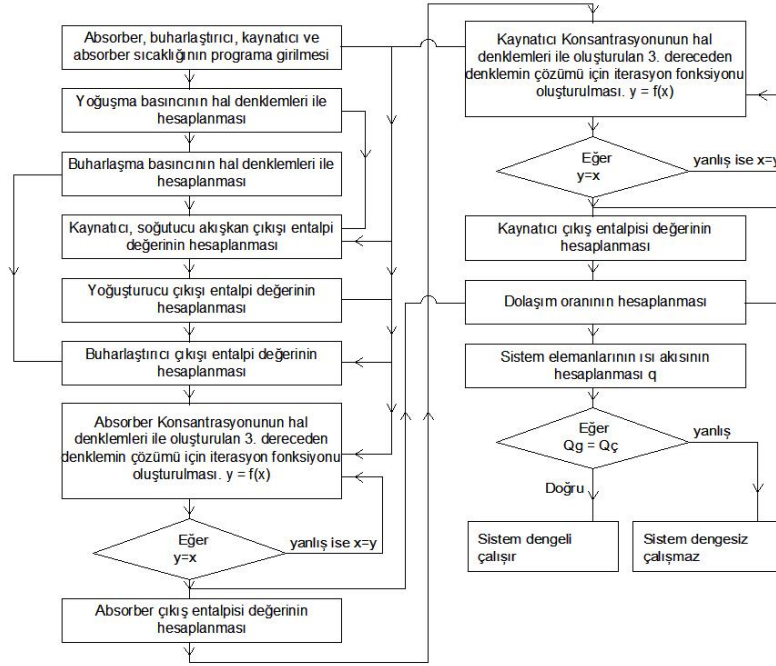 Absorber, buharlaştırıcı, kaynatıcı ve
absorber sıcaklığının programa girilmesi
Yoğuşma basıncının hal denklemleri ile
hesaplanması
Buharlaşma basıncının hal denklemleri ile
hesaplanması
Kaynatıcı, soğutucu akışkan çıkışı entalpi
değerinin hesaplanması
Yoğuşturucu çıkışı entalpi değerinin
hesaplanması
Buharlaştırıcı çıkışı entalpi değerinin
hesaplanması
Absorber Konsantrasyonunun hal
denklemleri ile oluşturulan 3. dereceden
denklemin çözümü için iterasyon fonksiyonu
oluşturulması. y = f(x)
Eğer
y=x
yanlış ise x=y
Absorber çıkış entalpisi değerinin
hesaplanması
Kaynatıcı Konsantrasyonunun hal
denklemleri ile oluşturulan 3. dereceden
denklemin çözümü için iterasyon fonksiyonu
oluşturulması. y = f(x)
Eğer
y=x
yanlış ise x=y
Kaynatıcı çıkış entalpisi değerinin
hesaplanması
Dolaşım oranının hesaplanması
Sistem elemanlarının ısı akısının
hesaplanması q
Eğer
Qg = Qç
yanlış
Doğru
Sistem dengeli
çalışır
Sistem dengesiz
çalışmaz